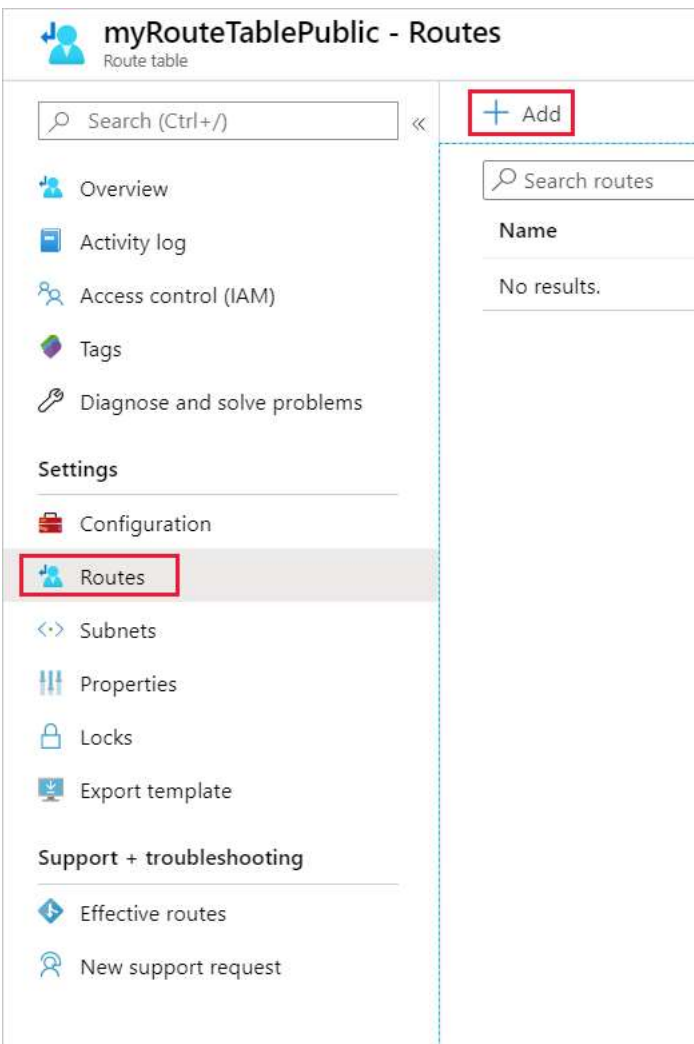 myRouteTablePublic - Routes
Route table
Search (Ctrl+/)
«
Overview
Activity log
Access control (IAM)
Tags
Diagnose and solve problems
Settings
Configuration
Routes
Subnets
Properties
Locks
Export template
Support + troubleshooting
Effective routes
New support request
+ Add
Search routes
Name
No results.